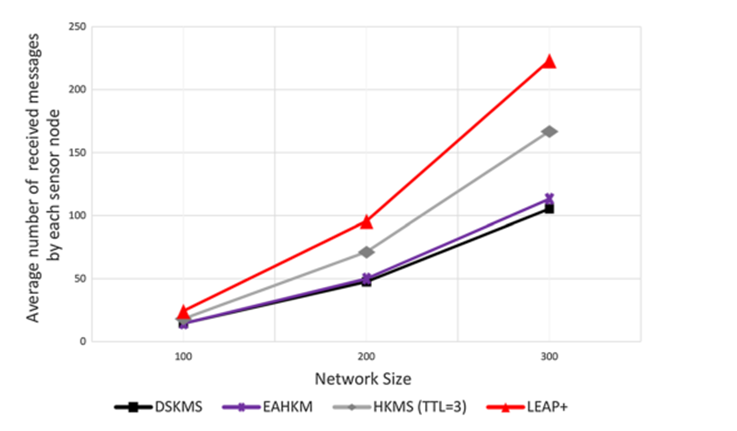 250
200
150
100
50
0
Average number of received messages
by each sensor node
100 200 300
Network Size
DSKMS EAHKM HKMS (TTL=3) LEAP+